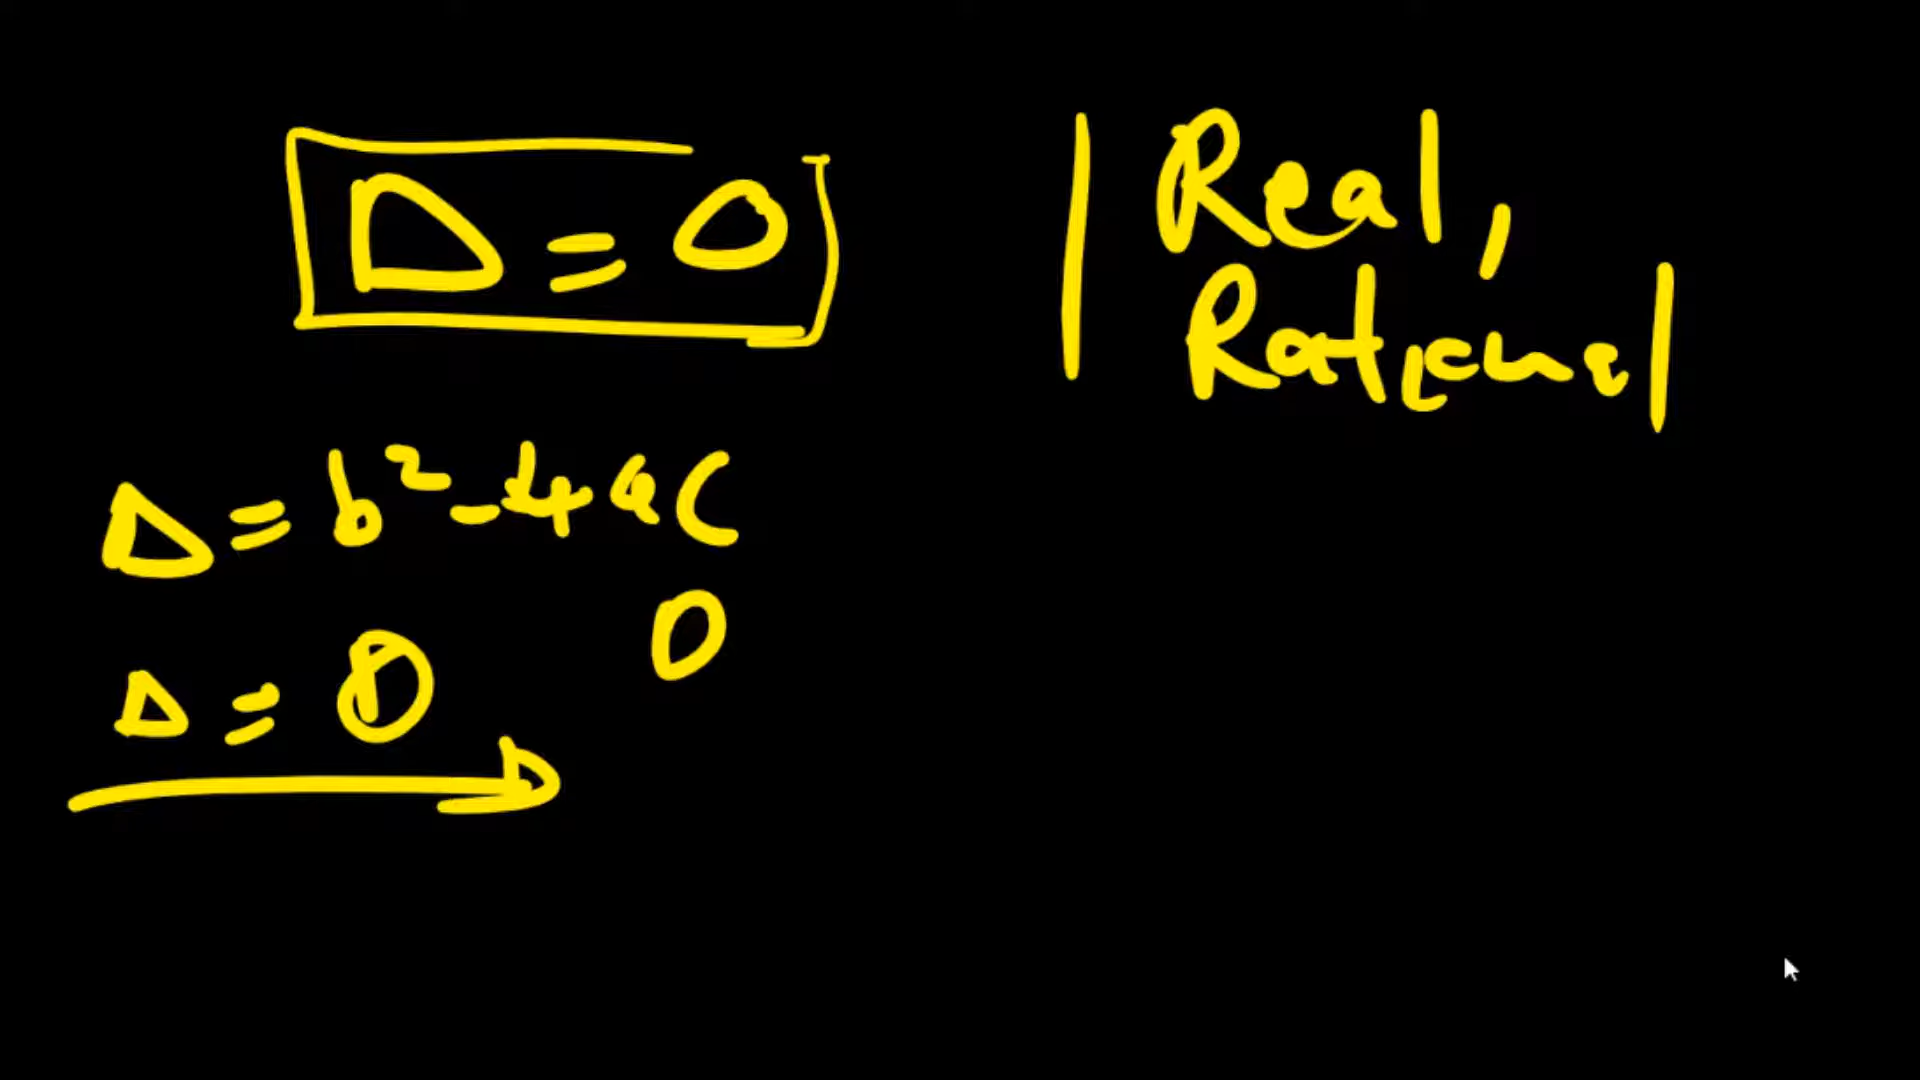 Δ = 0
Real,
Rational
Δ = b² - 4ac
0
Δ = 0